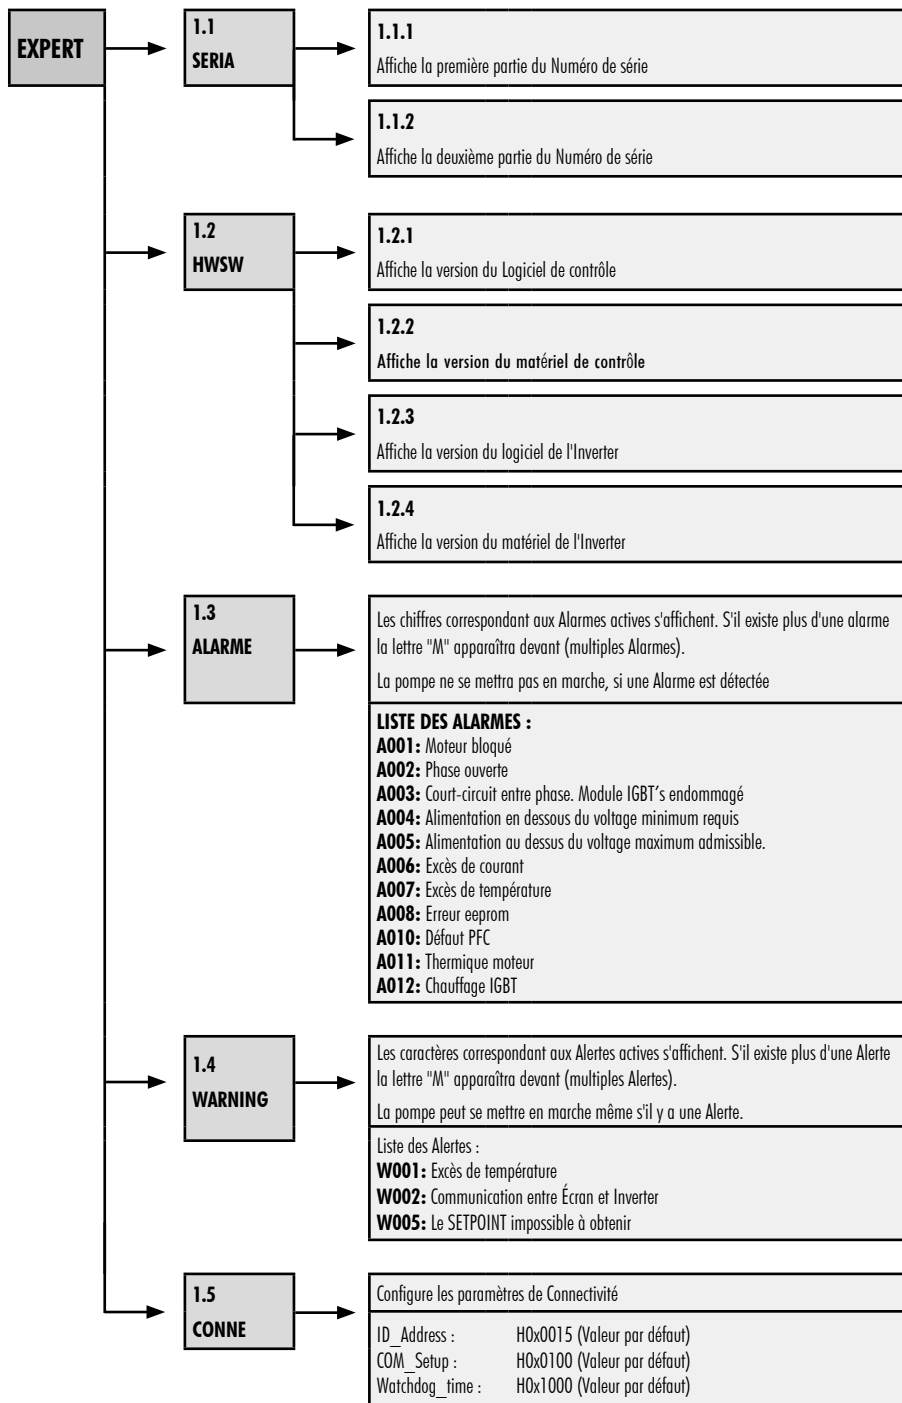 EXPERT
1.1
SERIA
1.1.1
Affiche la première partie du Numéro de série
1.1.2
Affiche la deuxième partie du Numéro de série
1.2
HWSW
1.2.1
Affiche la version du Logiciel de contrôle
1.2.2
Affiche la version du matériel de contrôle
1.2.3
Affiche la version du logiciel de l'Inverter
1.2.4
Affiche la version du matériel de l'Inverter
1.3
ALARME
Les chiffres correspondant aux Alarmes actives s'affichent. S'il existe plus d'une alarme
la lettre "M" apparaîtra devant (multiples Alarmes).
La pompe ne se mettra pas en marche, si une Alarme est détectée
LISTE DES ALARMES :
A001: Moteur bloqué
A002: Phase ouverte
A003: Court-circuit entre phase. Module IGBT's endommagé
A004: Alimentation en dessous du voltage minimum requis
A005: Alimentation au dessus du voltage maximum admissible.
A006: Excès de courant
A007: Excès de température
A008: Erreur eeprom
A010: Défaut PFC
A011: Thermique moteur
A012: Chauffage IGBT
1.4
WARNING
Les caractères correspondant aux Alertes actives s'affichent. S'il existe plus d'une Alerte
la lettre "M" apparaîtra devant (multiples Alertes).
La pompe peut se mettre en marche même s'il y a une Alerte.
Liste des Alertes :
W001: Excès de température
W002: Communication entre Écran et Inverter
W005: Le SETPOINT impossible à obtenir
1.5
CONNE
Configure les paramètres de Connectivité
ID_Address : H0x0015 (Valeur par défaut)
COM_Setup : H0x0100 (Valeur par défaut)
Watchdog_time : H0x1000 (Valeur par défaut)